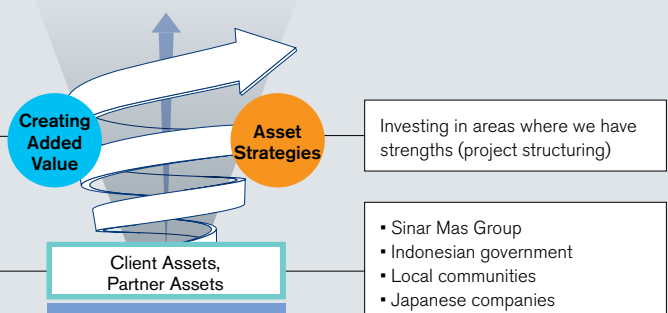 Creating
Added
Value
Asset
Strategies
Investing in areas where we have
strengths (project structuring)
Client Assets,
Partner Assets
▪ Sinar Mas Group
▪ Indonesian government
▪ Local communities
▪ Japanese companies